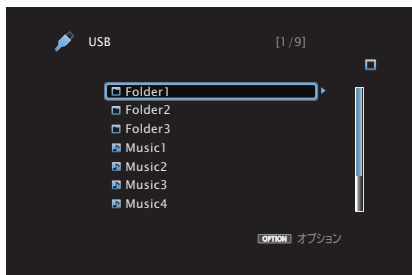 USB [1/9]
Folder1
Folder2
Folder3
Music1
Music2
Music3
Music4
OPTION オプション